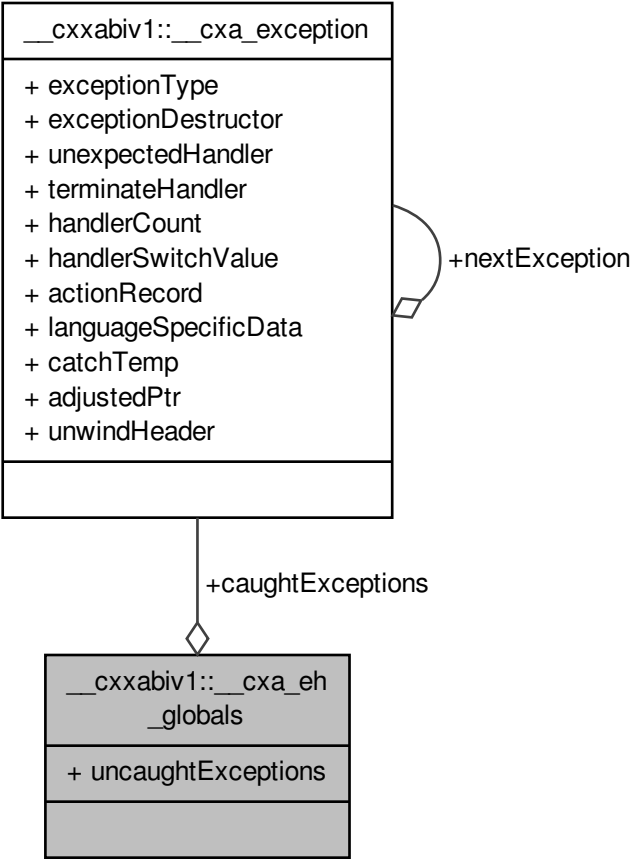 __cxxabiv1::__cxa_exception
+ exceptionType
+ exceptionDestructor
+ unexpectedHandler
+ terminateHandler
+ handlerCount
+ handlerSwitchValue
+ actionRecord
+ languageSpecificData
+ catchTemp
+ adjustedPtr
+ unwindHeader
+nextException
+caughtExceptions
__cxxabiv1::__cxa_eh
_globals
+ uncaughtExceptions